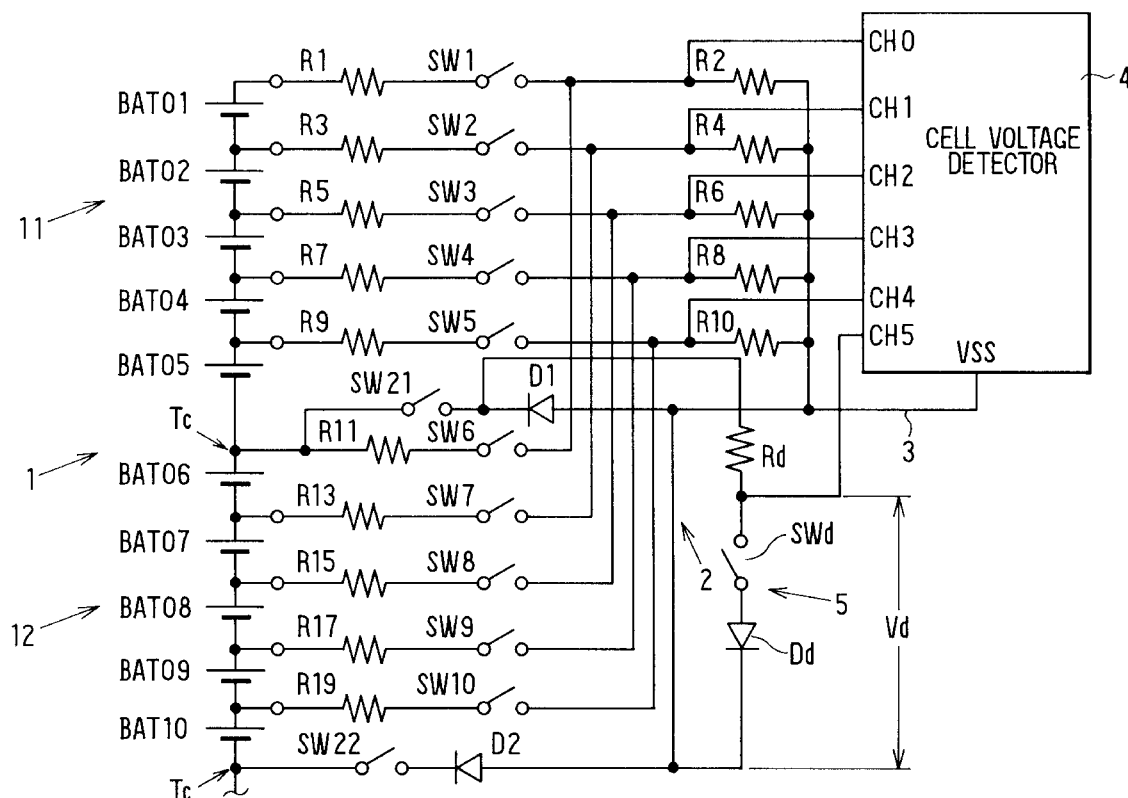 R1 SW1 R2 CH0
BAT01 4
R3 SW2 R4 CH1
CELL VOLTAGE
DETECTOR
BAT02
R5 SW3 R6 CH2
11
BAT03
R7 SW4 R8 CH3
BAT04
R9 SW5 R10 CH4
CH5
BAT05 VSS
SW21 D1
Tc
R11 SW6
3
1
BAT06 Rd
R13 SW7
BAT07
SWd
R15 SW8
2
5
BAT08 Vd
12
R17 SW9 Dd
BAT09
R19 SW10
BAT10
SW22 D2
Tc